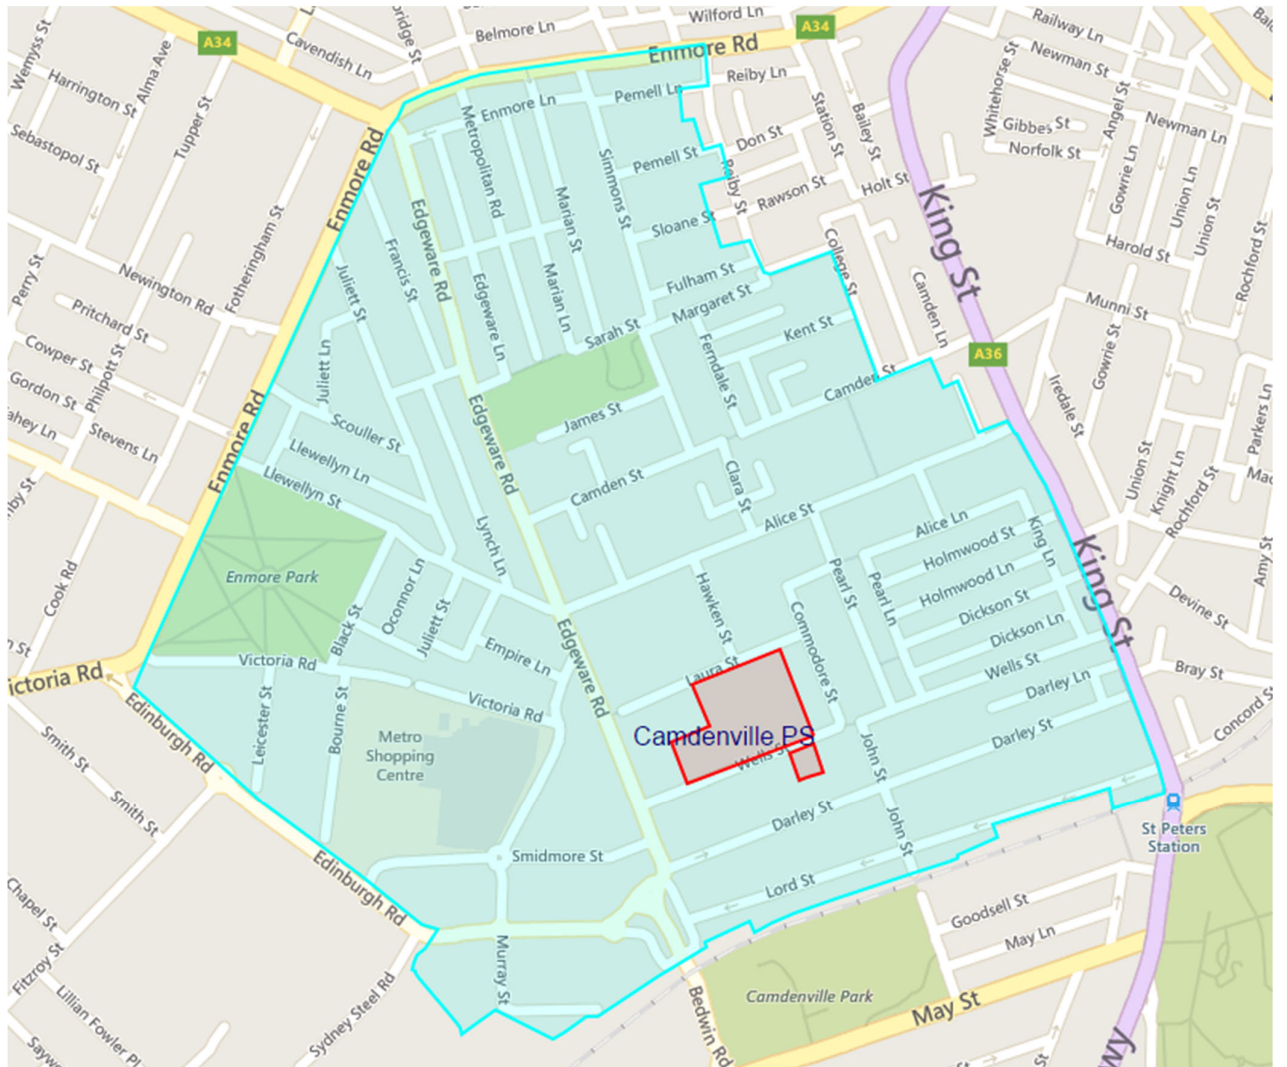 Wemyss St
Harrington St
Sebastopol St
Alma Ave
Tupper St
A34
Cavendish Ln
Belmore Ln
Wilford Ln
A34
Enmore Rd
Railway Ln
Newman St
Whitehorse St
Angel St
Newman Ln
Gibbes St
Norfolk St
Gowrie Ln
Union Ln
Union St
Harold St
Rochford St
Reiby Ln
Pemell Ln
Enmore Ln
Metropolitan Rd
Simmons St
Pemell St
Don St
Station St
Bailey St
Reiby St
Rawson St
Holt St
King St
Enmore Rd
Fotheringham St
Edgeware Rd
Marian St
Sloane St
College St
Camden Ln
Perry St
Newington Rd
Pritchard St
Francis St
Juliett St
Edgeware Ln
Marian Ln
Fulham St
Margaret St
Sarah St
Kent St
Munni St
A36
Gowrie St
Cowper St
Gordon St
ahey Ln
Philpott St
Stevens Ln
Juliett Ln
Ferndale St
Camden St
Iredale St
Parkers Ln
Enmore Rd
Scouller St
Llewellyn Ln
Llewellyn St
Edgeware Rd
James St
Camden St
Clara St
Alice St
Union St
Knight Ln
Rochford St
Lynch Ln
Alice Ln
King Ln
Holmwood St
Holnwood Ln
King St
Amy St
Cook Rd
Enmore Park
Oconnor Ln
Black St
Juliett St
Hawken St
Pearl St
Pearl Ln
Commodore St
Dickson St
Dickson Ln
Devine St
ictoria Rd
Victoria Rd
Empire Ln
Edgeware Rd
Laura St
Wells St
Darley Ln
Bray St
Edinburgh Rd
Leicester St
Bourne St
Victoria Rd
Metro
Shopping
Centre
Camdenville PS
Wells St
John St
Darley St
Concord St
Smith St
Smith St
Darley St
John St
St Peters
Station
Edinburgh Rd
Smidmore St
Lord St
Chapel St
Fitzroy St
Lillian Fowler Pl
Sydney Steel Rd
Murray St
Goodsell St
May Ln
Camdenville Park
Bedwin Rd
May St
wy